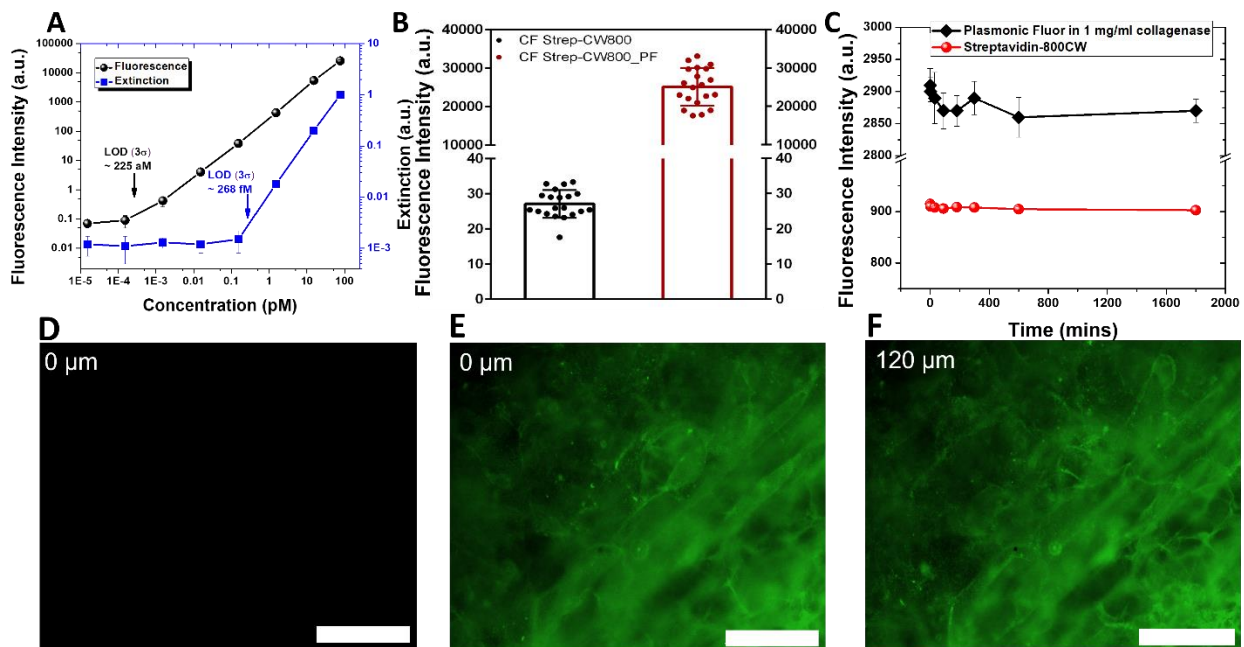 A
Fluorescence Intensity (a.u.)
100000
10000
1000
100
10
1
0.1
0.01
Fluorescence
Extinction
LOD (3σ)
~ 225 aM
LOD (3σ)
~ 268 fM
10
1
0.1
0.01
1E-3
Extinction (a.u.)
1E-5
1E-4
1E-3
0.01
0.1
1
10
100
Concentration (pM)
B
Fluorescence Intensity (a.u.)
40000
30000
20000
10000
40
30
20
10
0
CF Strep-CW800
CF Strep-CW800_PF
40000
30000
20000
10000
40
30
20
10
0
C
Fluorescence Intensity (a.u.)
3000
2950
2900
2850
2800
900
750
Plasmonic Fluor in 1 mg/ml collagenase
Streptavidin-800CW
0
400
800
1200
1600
2000
Time (mins)
D
0 µm
E
0 µm
F
120 µm